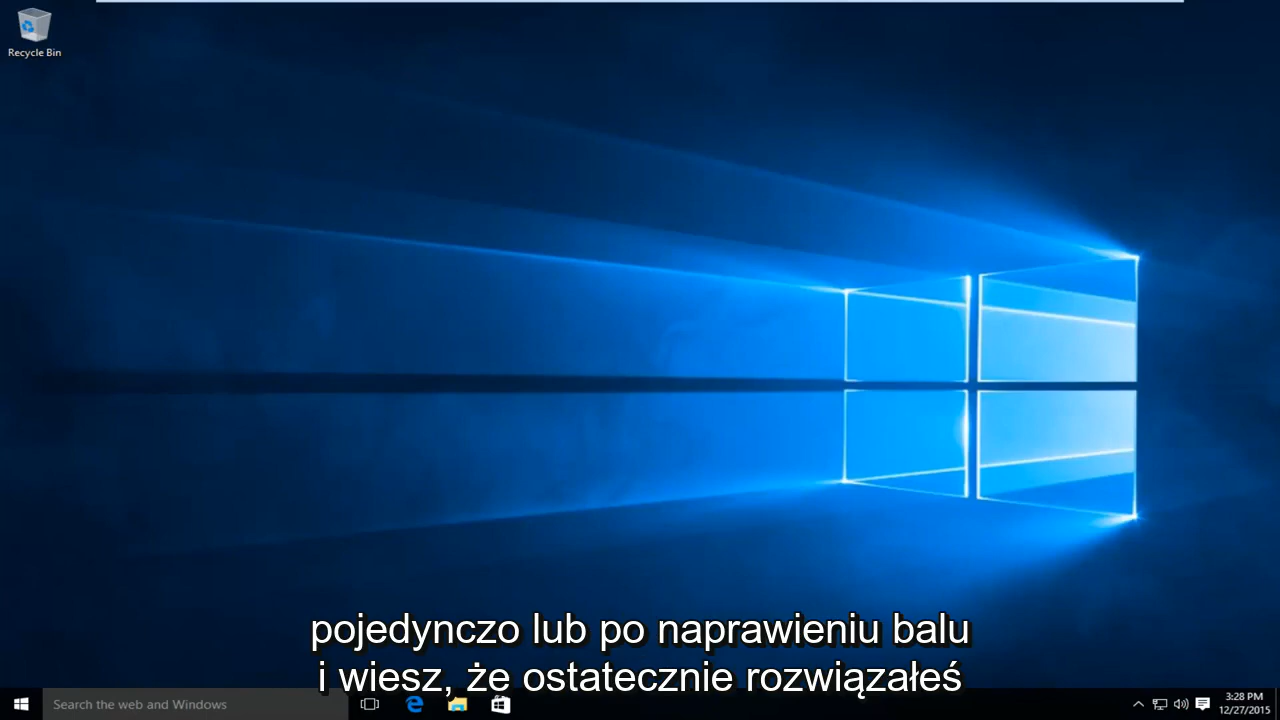 Recycle Bin
pojedynczo lub po naprawieniu balu
i wiesz, że ostatecznie rozwiązałeś
Search the web and Windows
3:28 PM
12/27/2015